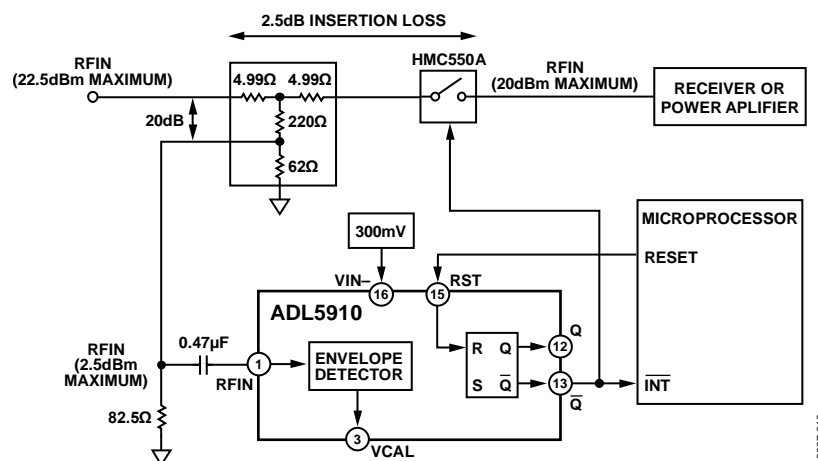 2.5dB INSERTION LOSS
RFIN
(22.5dBm MAXIMUM)
4.99Ω
4.99Ω
HMC550A
RFIN
(20dBm MAXIMUM)
RECEIVER OR
POWER APLIFIER
20dB
220Ω
62Ω
MICROPROCESSOR
300mV
RESET
VIN–
16
15
RST
ADL5910
0.47µF
RFIN
(2.5dBm
MAXIMUM)
1
RFIN
ENVELOPE
DETECTOR
R Q
S Q̅
12
Q
13
Q̅
I̅N̅T̅
82.5Ω
3
VCAL